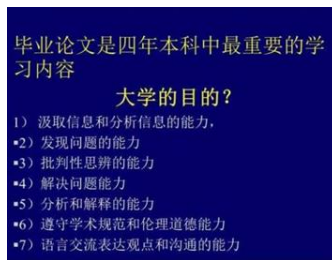 毕业论文是四年本科中最重要的学
习内容
大学的目的？
1） 汲取信息和分析信息的能力，
▪2）发现问题的能力
▪3）批判性思辨的能力
▪4）解决问题能力
▪5）分析和解释的能力
▪6）遵守学术规范和伦理道德能力
▪7）语言交流表达观点和沟通的能力